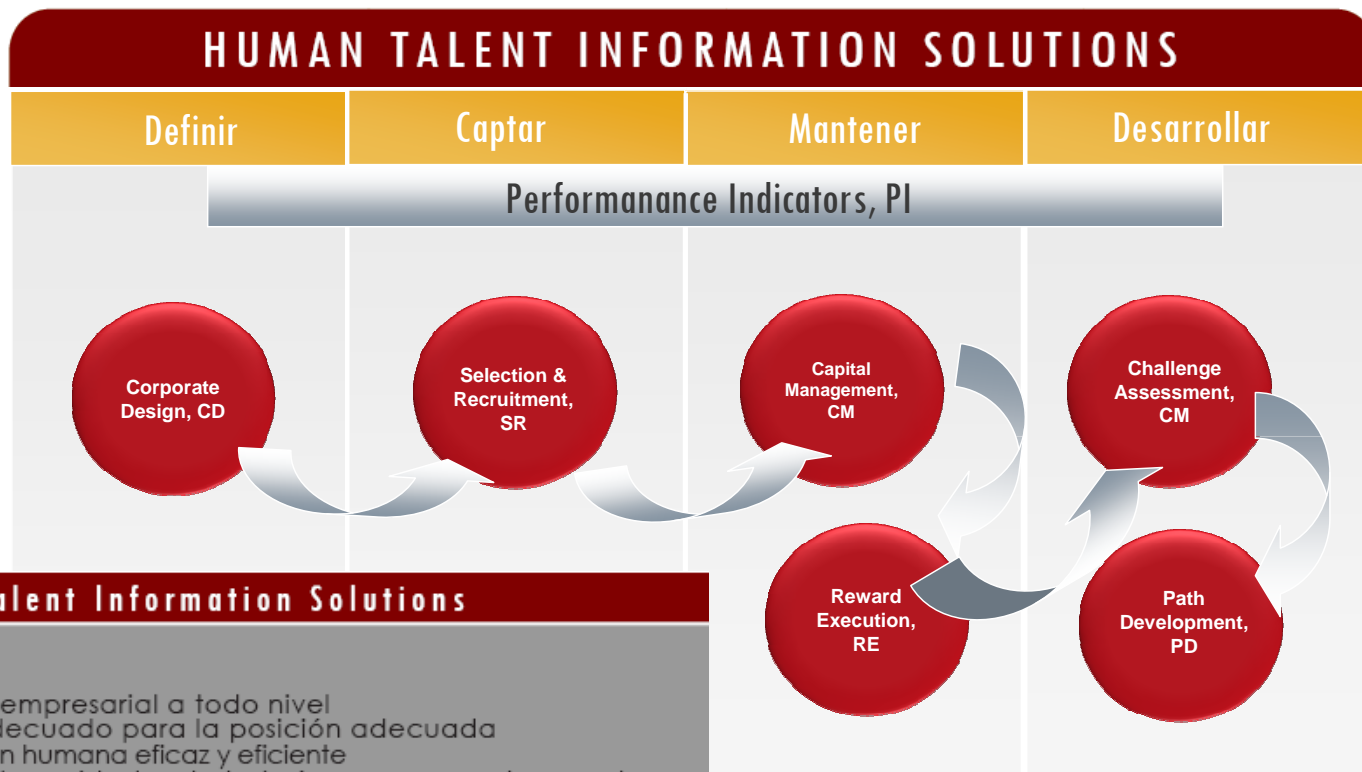 HUMAN TALENT INFORMATION SOLUTIONS
Definir
Captar
Mantener
Desarrollar
Performanance Indicators, PI
Corporate
Design, CD
Selection &
Recruitment,
SR
Capital
Management,
CM
Challenge
Assessment,
CM
Reward
Execution,
RE
Path
Development,
PD
alent Information Solutions
empresarial a todo nivel
decuado para la posición adecuada
n humana eficaz y eficiente